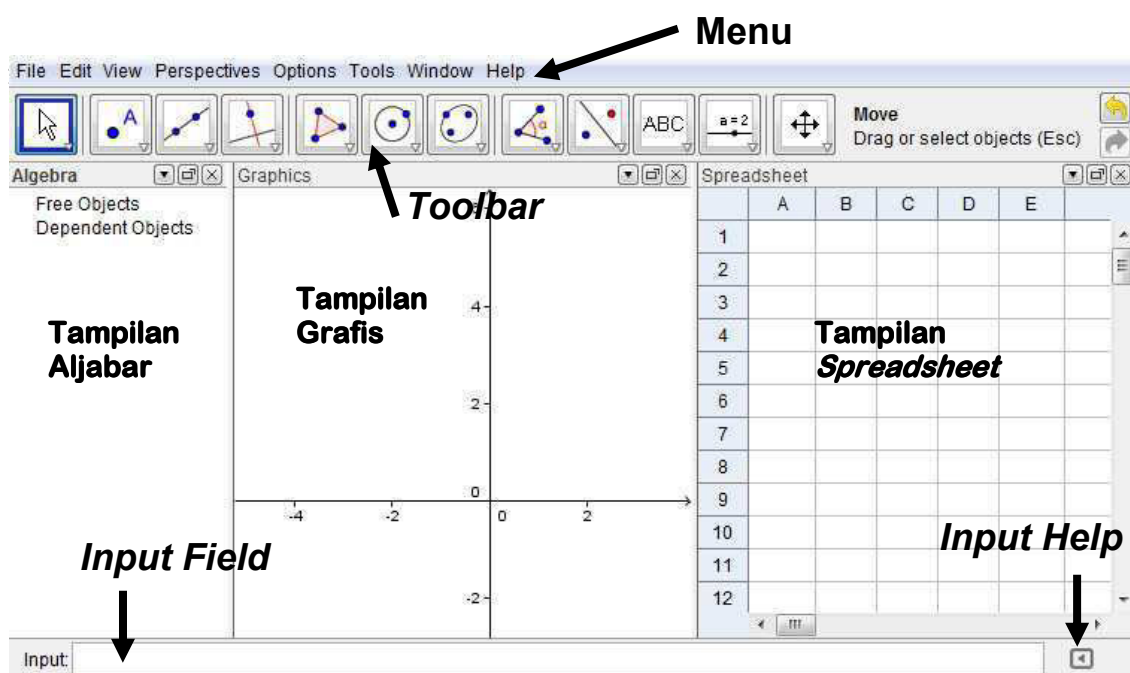 Menu
File Edit View Perspectives Options Tools Window Help
A
α
ABC
a=2
Move
Drag or select objects (Esc)
Algebra
Graphics
Spreadsheet
Free Objects
Dependent Objects
Toolbar
A B C D E
1
2
3
4
5
6
7
8
9
10
11
12
Tampilan
Aljabar
Tampilan
Grafis
Tampilan
Spreadsheet
4
2
0
-4 -2 0 2
-2
Input Field
Input Help
Input: